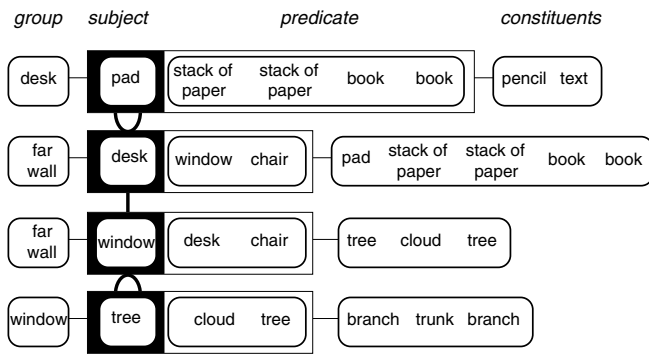 group subject predicate constituents
desk pad stack of paper stack of paper book book pencil text
far wall desk window chair pad stack of paper stack of paper book book
far wall window desk chair tree cloud tree
window tree cloud tree branch trunk branch